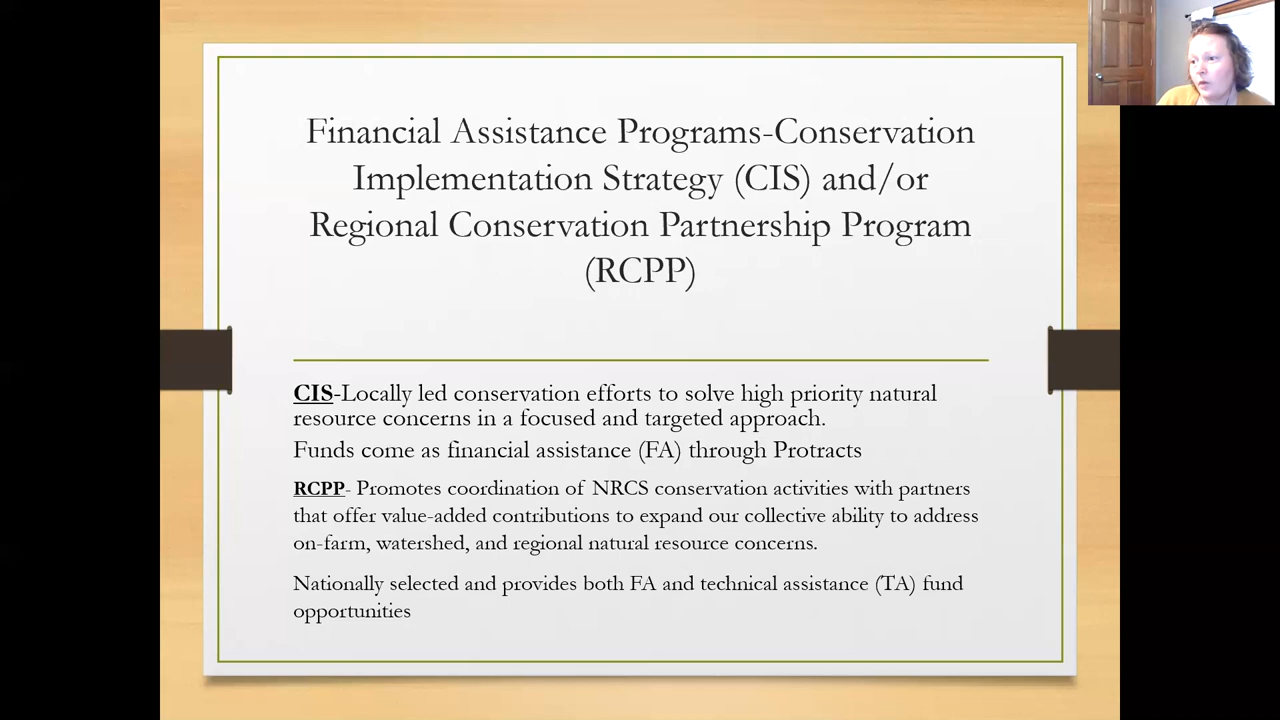 Financial Assistance Programs-Conservation
Implementation Strategy (CIS) and/or
Regional Conservation Partnership Program
(RCPP)
CIS-Locally led conservation efforts to solve high priority natural
resource concerns in a focused and targeted approach.
Funds come as financial assistance (FA) through Protracts
RCPP- Promotes coordination of NRCS conservation activities with partners
that offer value-added contributions to expand our collective ability to address
on-farm, watershed, and regional natural resource concerns.
Nationally selected and provides both FA and technical assistance (TA) fund
opportunities